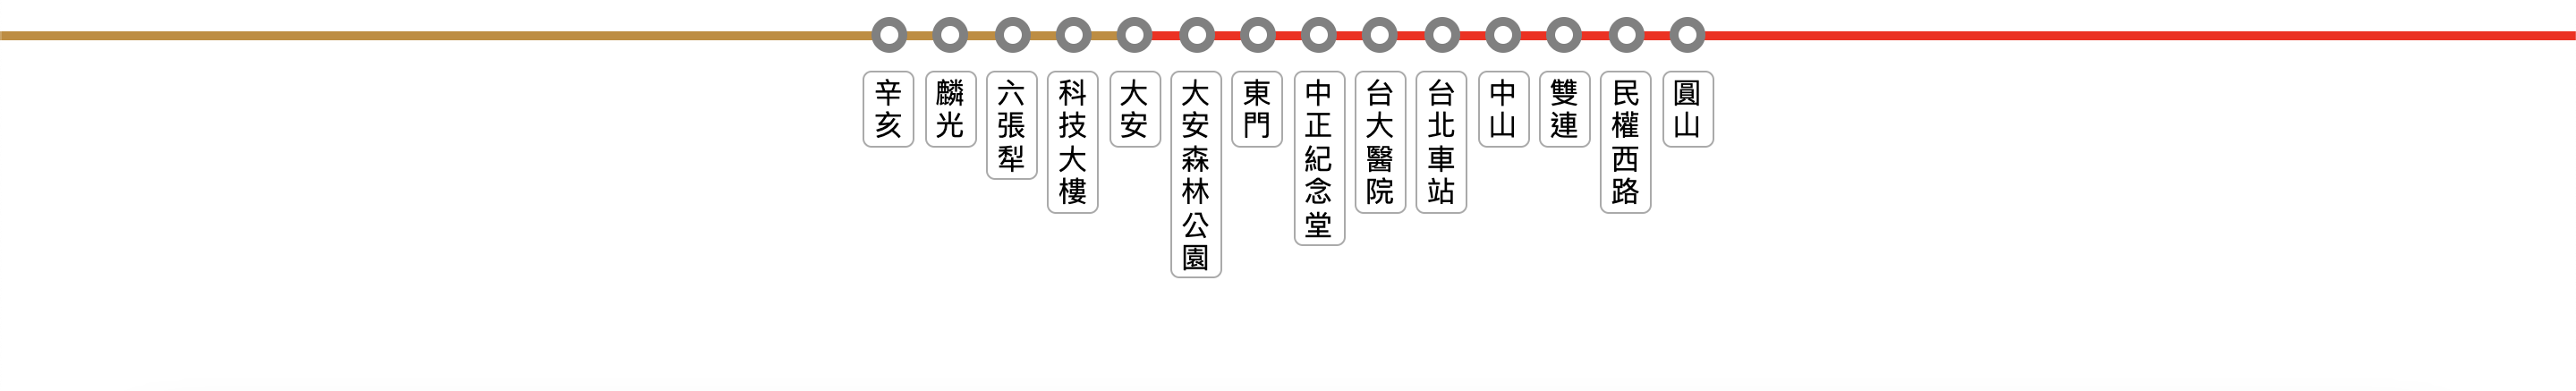 辛亥
麟光
六張犁
科技大樓
大安
大安森林公園
東門
中正紀念堂
台大醫院
台北車站
中山
雙連
民權西路
圓山